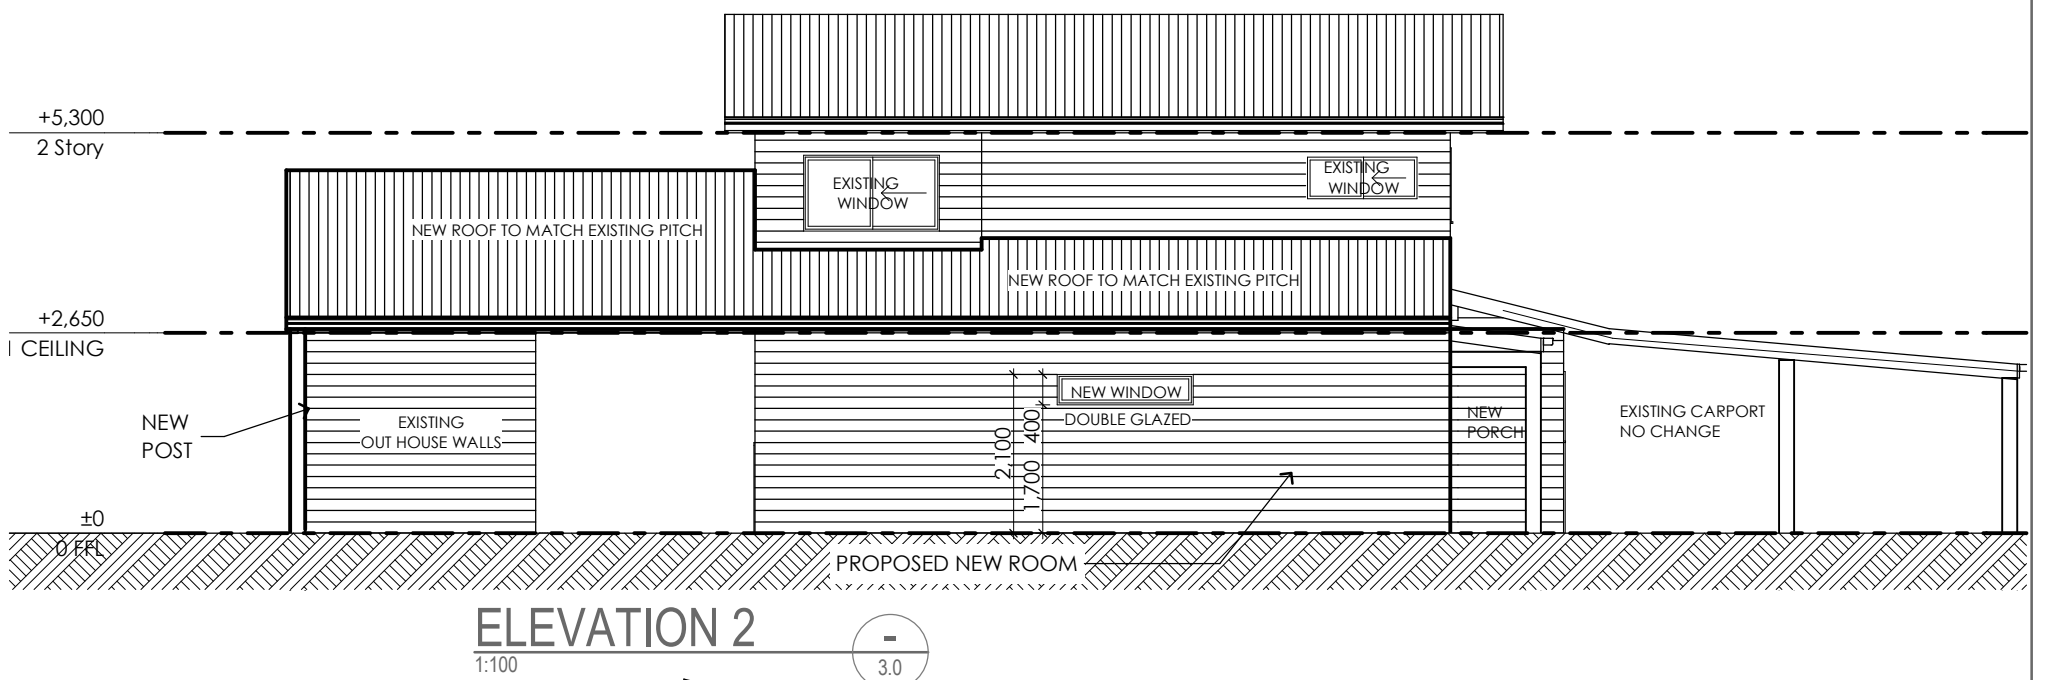 +5,300
2 Story
EXISTING
WINDOW
EXISTING
WINDOW
NEW ROOF TO MATCH EXISTING PITCH
NEW ROOF TO MATCH EXISTING PITCH
+2,650
CEILING
NEW
POST
EXISTING
OUT HOUSE WALLS
NEW WINDOW
DOUBLE GLAZED
2,100
1,700
400
NEW
PORCH
EXISTING CARPORT
NO CHANGE
±0
0 FFL
PROPOSED NEW ROOM
ELEVATION 2
1:100
-
3.0